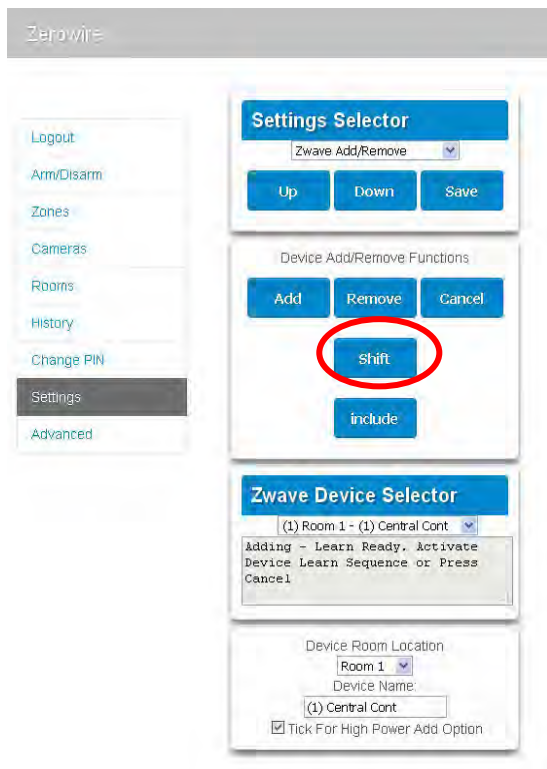 Zerowire
Logout
Arm/Disarm
Zones
Cameras
Rooms
History
Change PIN
Settings
Advanced
Settings Selector
Zwave Add/Remove
Up Down Save
Device Add/Remove Functions
Add Remove Cancel
Shift
include
Zwave Device Selector
(1) Room 1 - (1) Central Cont
Adding - Learn Ready. Activate
Device Learn Sequence or Press
Cancel
Device Room Location
Room 1
Device Name:
(1) Central Cont
Tick For High Power Add Option